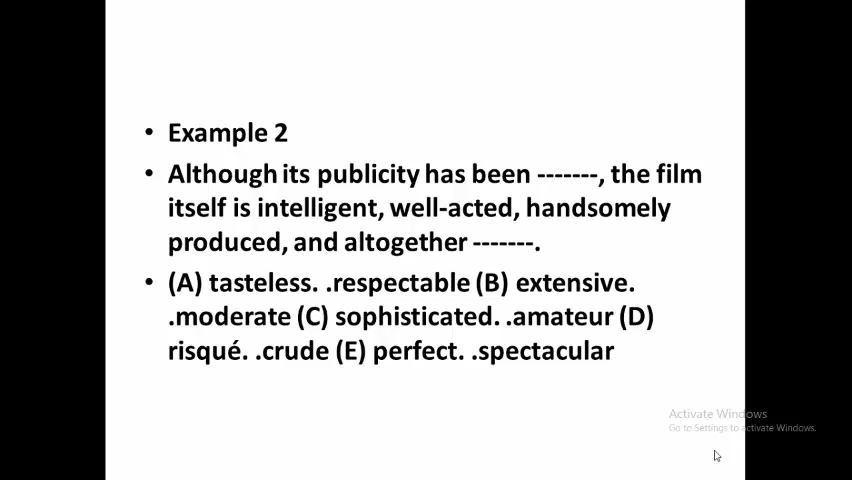 • Example 2
• Although its publicity has been -------, the film
itself is intelligent, well-acted, handsomely
produced, and altogether -------.
• (A) tasteless. .respectable (B) extensive.
.moderate (C) sophisticated. .amateur (D)
risqué. .crude (E) perfect. .spectacular
Activate Windows
Go to Settings to activate Windows.